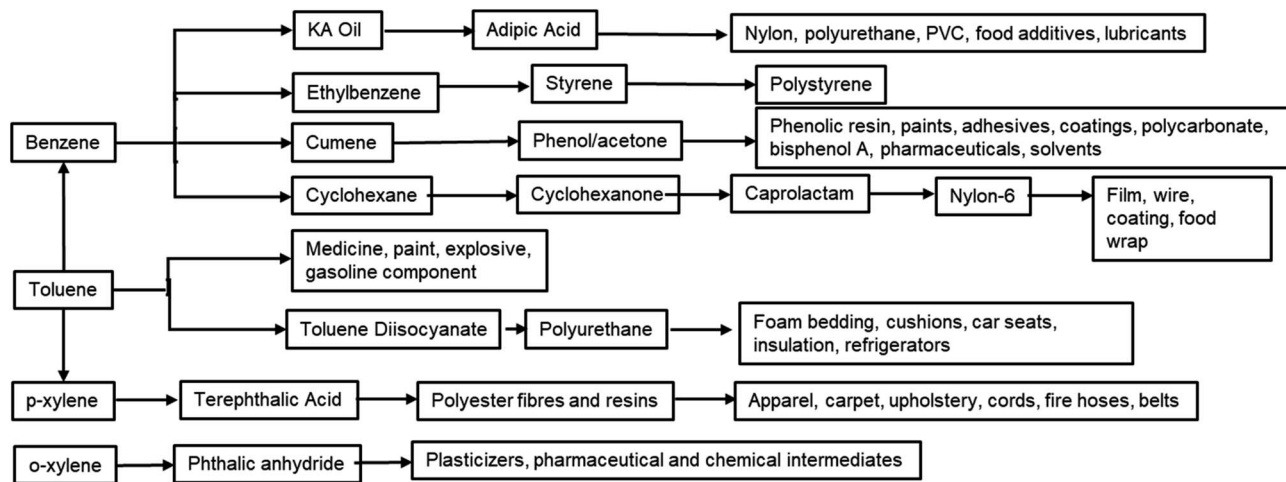 KA Oil
Adipic Acid
Nylon, polyurethane, PVC, food additives, lubricants
Ethylbenzene
Styrene
Polystyrene
Benzene
Cumene
Phenol/acetone
Phenolic resin, paints, adhesives, coatings, polycarbonate,
bisphenol A, pharmaceuticals, solvents
Cyclohexane
Cyclohexanone
Caprolactam
Nylon-6
Film, wire,
coating, food
wrap
Toluene
Medicine, paint, explosive,
gasoline component
Toluene Diisocyanate
Polyurethane
Foam bedding, cushions, car seats,
insulation, refrigerators
p-xylene
Terephthalic Acid
Polyester fibres and resins
Apparel, carpet, upholstery, cords, fire hoses, belts
o-xylene
Phthalic anhydride
Plasticizers, pharmaceutical and chemical intermediates